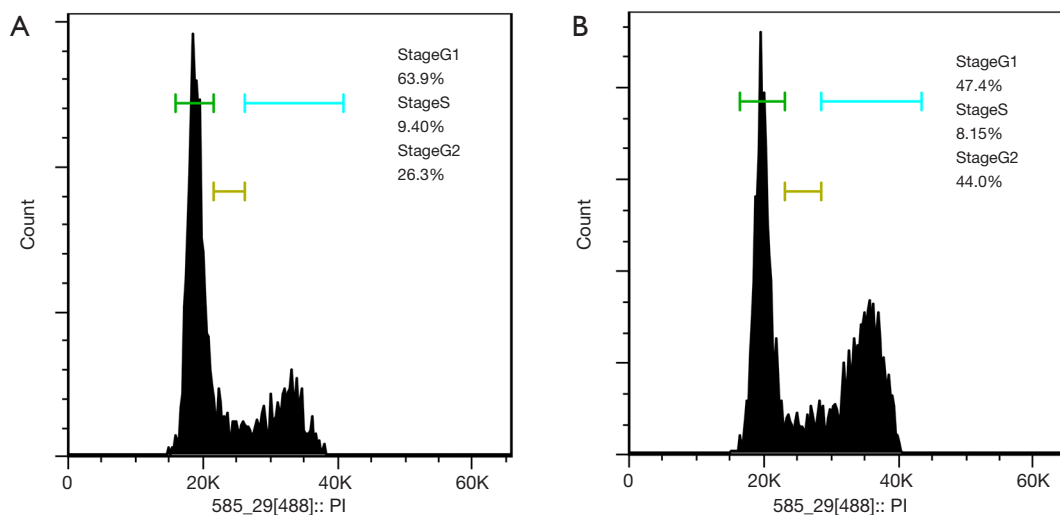 A
StageG1
63.9%
StageS
9.40%
StageG2
26.3%
Count
0
20K
40K
60K
585_29[488]:: PI
B
StageG1
47.4%
StageS
8.15%
StageG2
44.0%
Count
0
20K
40K
60K
585_29[488]:: PI